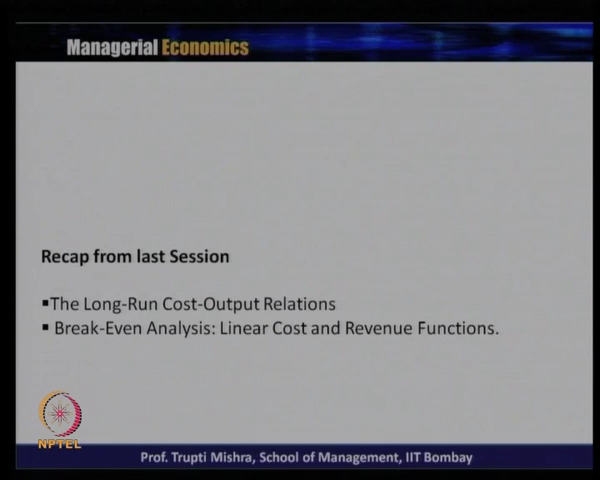 Managerial Economics
Recap from last Session
▪The Long-Run Cost-Output Relations
▪ Break-Even Analysis: Linear Cost and Revenue Functions.
NPTEL
Prof. Trupti Mishra, School of Management, IIT Bombay